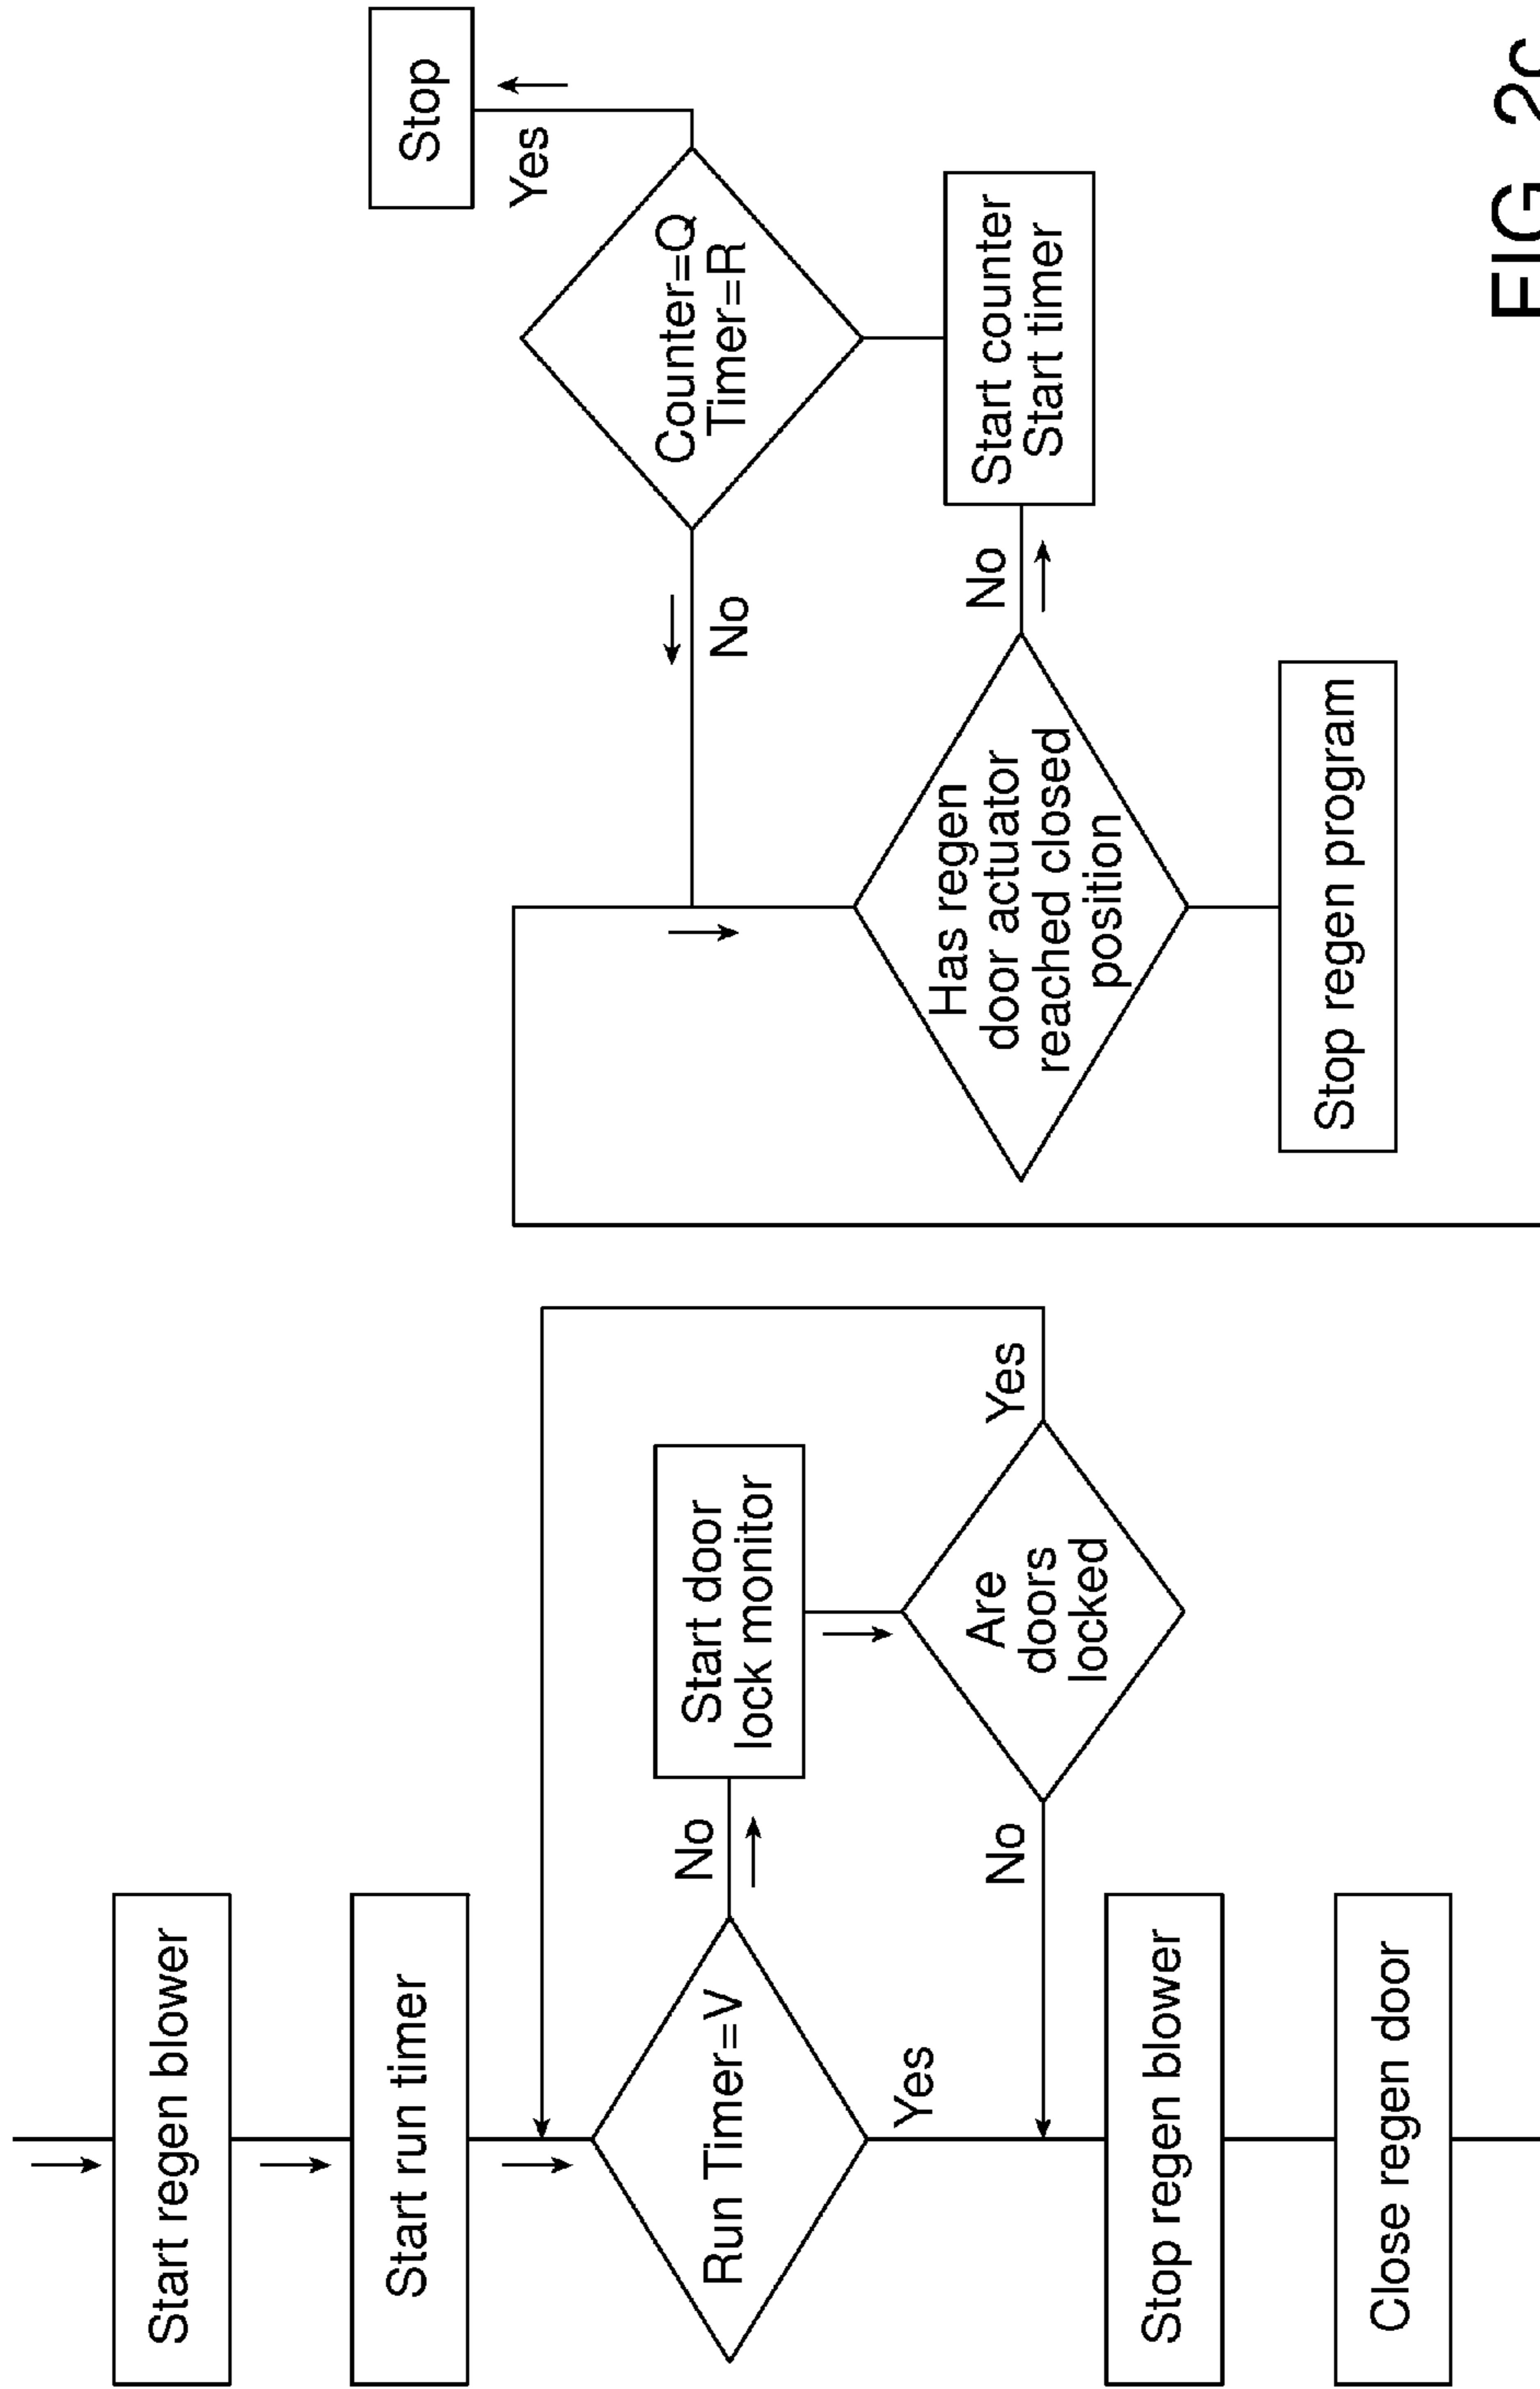 Start regen blower
Start run timer
Run Timer=V
No
Start door
lock monitor
Are
doors
locked
Yes
No
Yes
Stop regen blower
Close regen door
Has regen
door actuator
reached closed
position
No
Start counter
Start timer
Counter=Q
Timer=R
No
Yes
Stop
Stop regen program
FIG